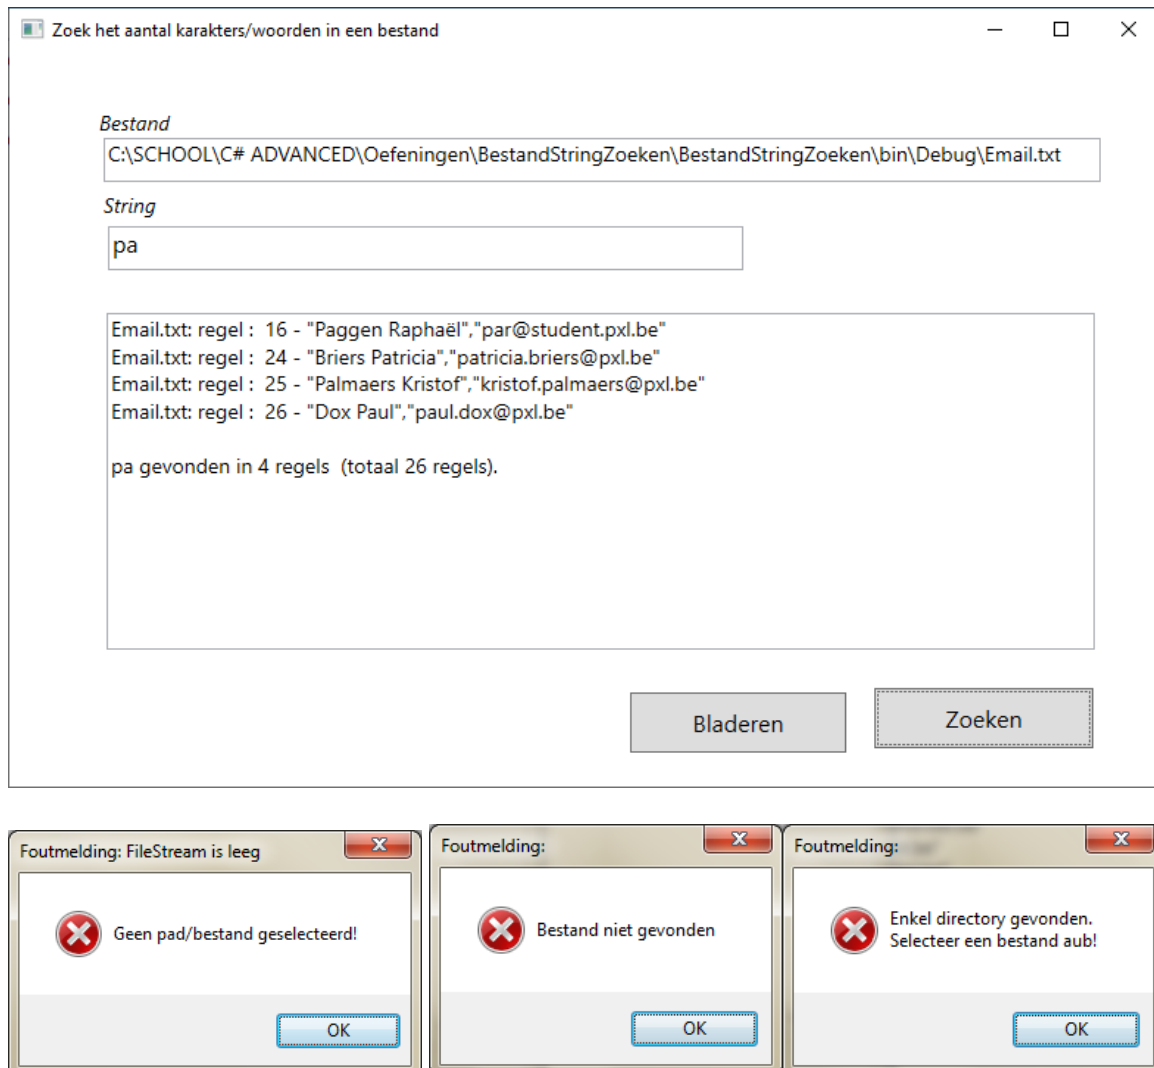 Zoek het aantal karakters/woorden in een bestand
Bestand
C:\SCHOOL\C# ADVANCED\Oefeningen\BestandStringZoeken\BestandStringZoeken\bin\Debug\Email.txt
String
pa
Email.txt: regel :  16 - "Paggen Raphaël","par@student.pxl.be"
Email.txt: regel :  24 - "Briers Patricia","patricia.briers@pxl.be"
Email.txt: regel :  25 - "Palmaers Kristof","kristof.palmaers@pxl.be"
Email.txt: regel :  26 - "Dox Paul","paul.dox@pxl.be"
pa gevonden in 4 regels  (totaal 26 regels).
Bladeren
Zoeken
Foutmelding: FileStream is leeg
Geen pad/bestand geselecteerd!
OK
Foutmelding:
Bestand niet gevonden
OK
Foutmelding:
Enkel directory gevonden.
Selecteer een bestand aub!
OK